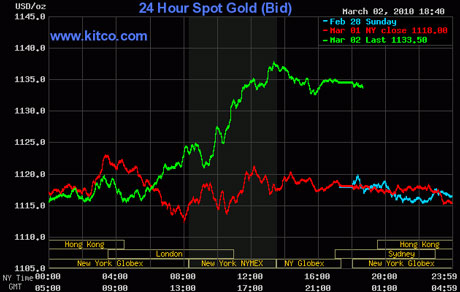 USD/oz
24 Hour Spot Gold (Bid)
March 02, 2010 18:40
www.kitco.com
Feb 28 Sunday
Mar 01 NY close 1118.00
Mar 02 Last 1133.50
1145.0
1140.0
1135.0
1130.0
1125.0
1120.0
1115.0
1110.0
1105.0
Hong Kong
Hong Kong
London
Sydney
New York Globex
New York NYMEX
NY Globex
New York Globex
NY Time
00:00 04:00 08:00 12:00 16:00 20:00 23:59
GMT
05:00 09:00 13:00 17:00 21:00 01:00 04:59